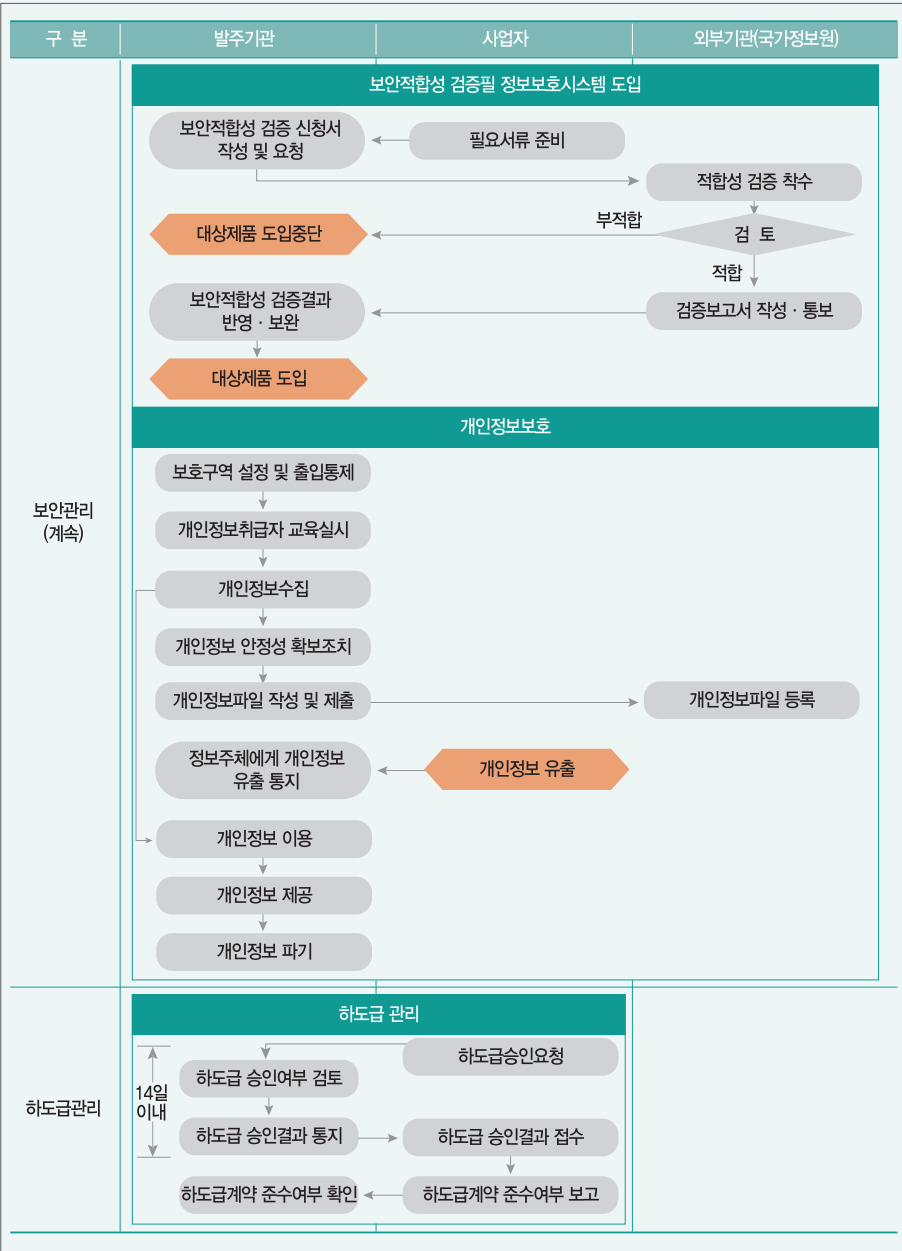 구 분
발주기관
사업자
외부기관(국가정보원)
보안관리
(계속)
보안적합성 검증필 정보보호시스템 도입
보안적합성 검증 신청서
작성 및 요청
필요서류 준비
적합성 검증 착수
대상제품 도입중단
부적합
검 토
적합
보안적합성 검증결과
반영 · 보완
검증보고서 작성 · 통보
대상제품 도입
개인정보보호
보호구역 설정 및 출입통제
개인정보취급자 교육실시
개인정보수집
개인정보 안정성 확보조치
개인정보파일 작성 및 제출
개인정보파일 등록
정보주체에게 개인정보
유출 통지
개인정보 유출
개인정보 이용
개인정보 제공
개인정보 파기
하도급관리
하도급 관리
하도급승인요청
14일
이내
하도급 승인여부 검토
하도급 승인결과 통지
하도급 승인결과 접수
하도급계약 준수여부 확인
하도급계약 준수여부 보고